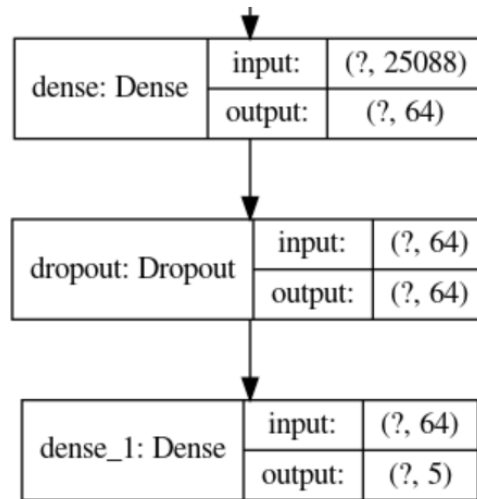 dense: Dense
input: (?, 25088)
output: (?, 64)
dropout: Dropout
input: (?, 64)
output: (?, 64)
dense_1: Dense
input: (?, 64)
output: (?, 5)